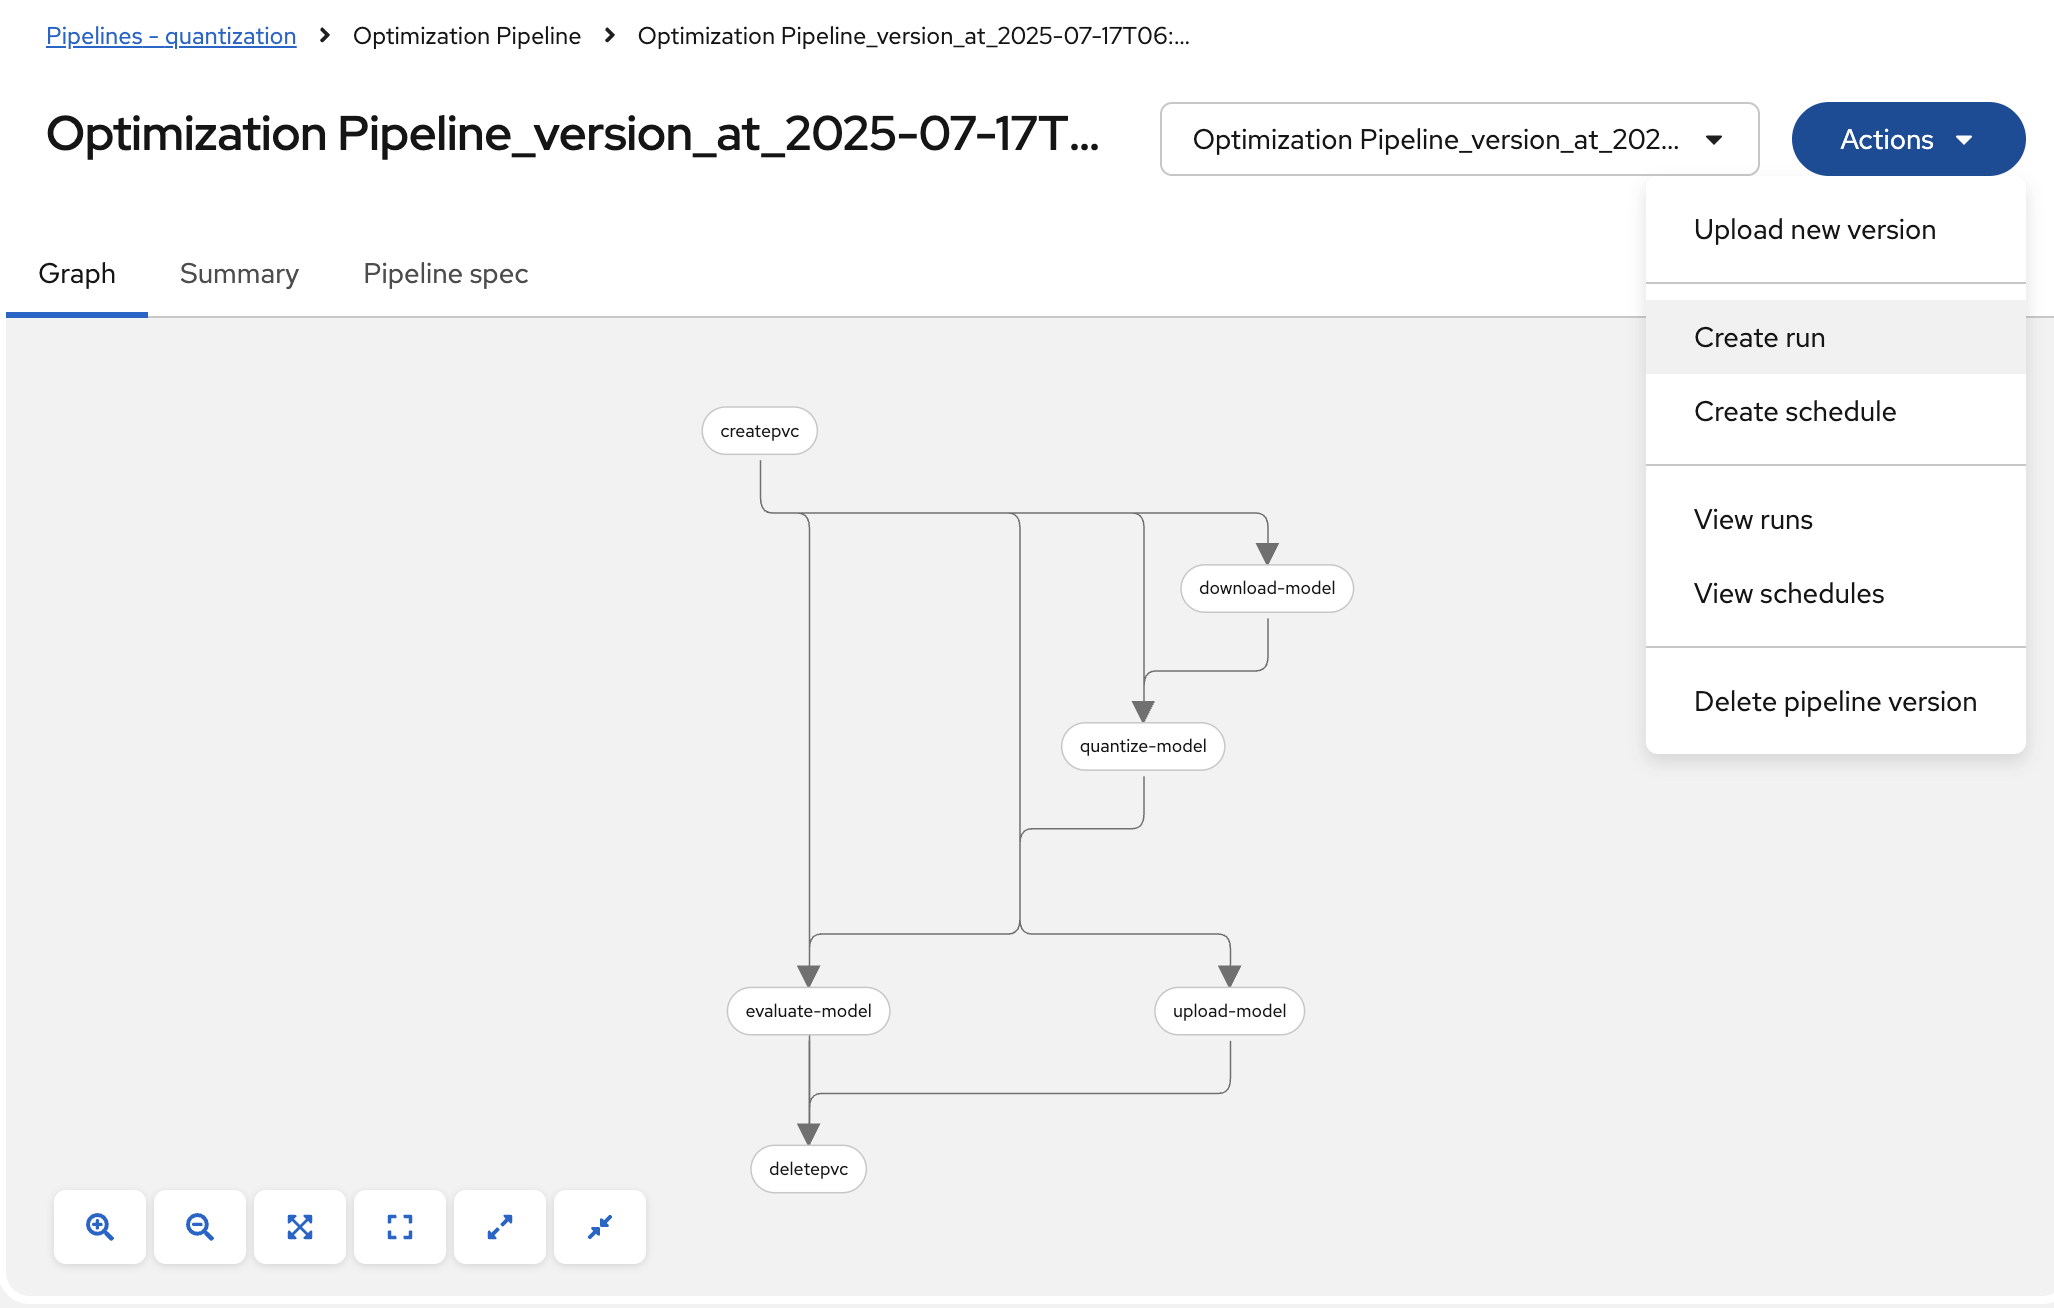 Pipelines - quantization > Optimization Pipeline > Optimization Pipeline_version_at_2025-07-17T06:...
Optimization Pipeline_version_at_2025-07-17T...
Optimization Pipeline_version_at_202...
Actions
Upload new version
Create run
Create schedule
View runs
View schedules
Delete pipeline version
Graph
Summary
Pipeline spec
createpvc
download-model
quantize-model
evaluate-model
upload-model
deletepvc